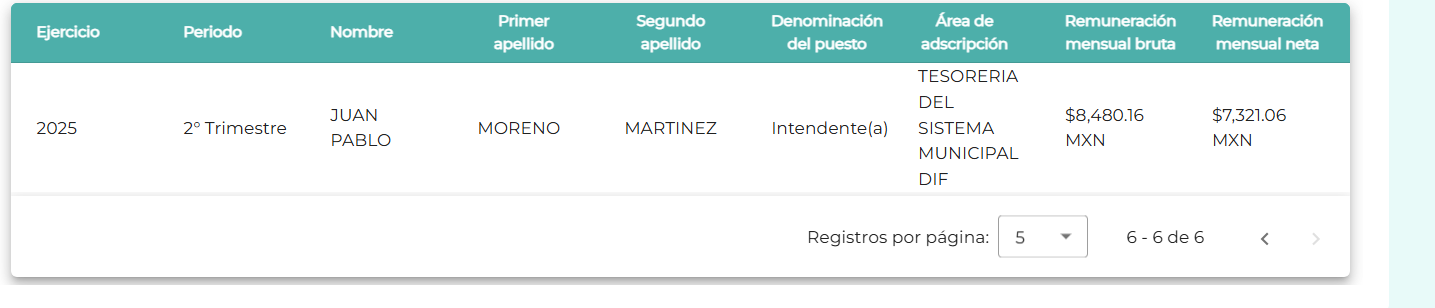 Ejercicio Periodo Nombre Primer apellido Segundo apellido Denominación del puesto Área de adscripción Remuneración mensual bruta Remuneración mensual neta
2025 2° Trimestre JUAN PABLO MORENO MARTINEZ Intendente(a) TESORERIA DEL SISTEMA MUNICIPAL DIF $8,480.16 MXN $7,321.06 MXN
Registros por página: 5 6 - 6 de 6